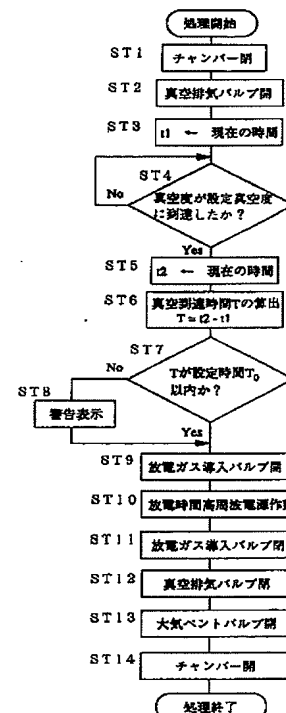 処理開始
ST1
チャンバー閉
ST2
真空排気バルブ開
ST3
t1 ← 現在の時間
ST4
No
真空度が設定真空度
に到達したか?
Yes
ST5
t2 ← 現在の時間
ST6
真空到達時間Tの算出
T=t2-t1
ST7
No
Tが設定時間T₀
以内か?
ST8
警告表示
Yes
ST9
放電ガス導入バルブ開
ST10
放電時間高周波電源作動
ST11
放電ガス導入バルブ閉
ST12
真空排気バルブ閉
ST13
大気ベントバルブ開
ST14
チャンバー開
処理終了